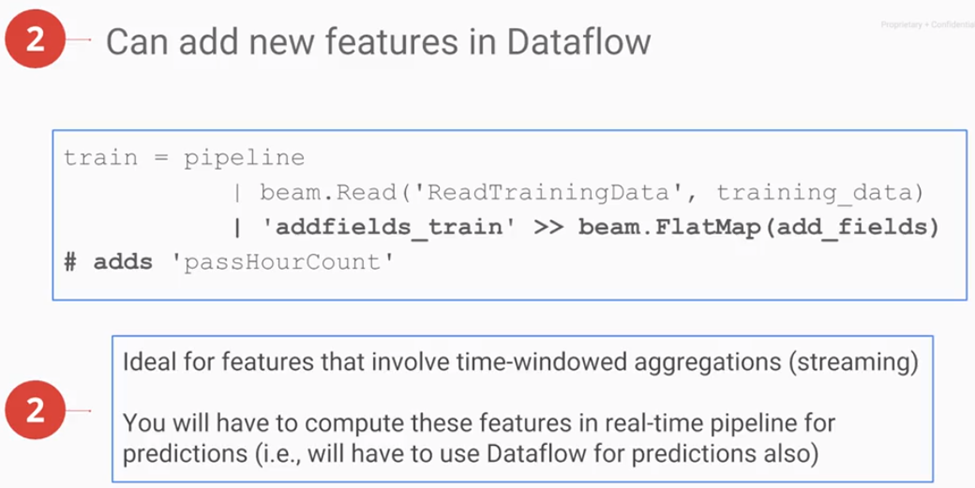 Proprietary + Confidential
2 Can add new features in Dataflow
train = pipeline
| beam.Read('ReadTrainingData', training_data)
| 'addfields_train' >> beam.FlatMap(add_fields)
# adds 'passHourCount'
Ideal for features that involve time-windowed aggregations (streaming)
2
You will have to compute these features in real-time pipeline for
predictions (i.e., will have to use Dataflow for predictions also)